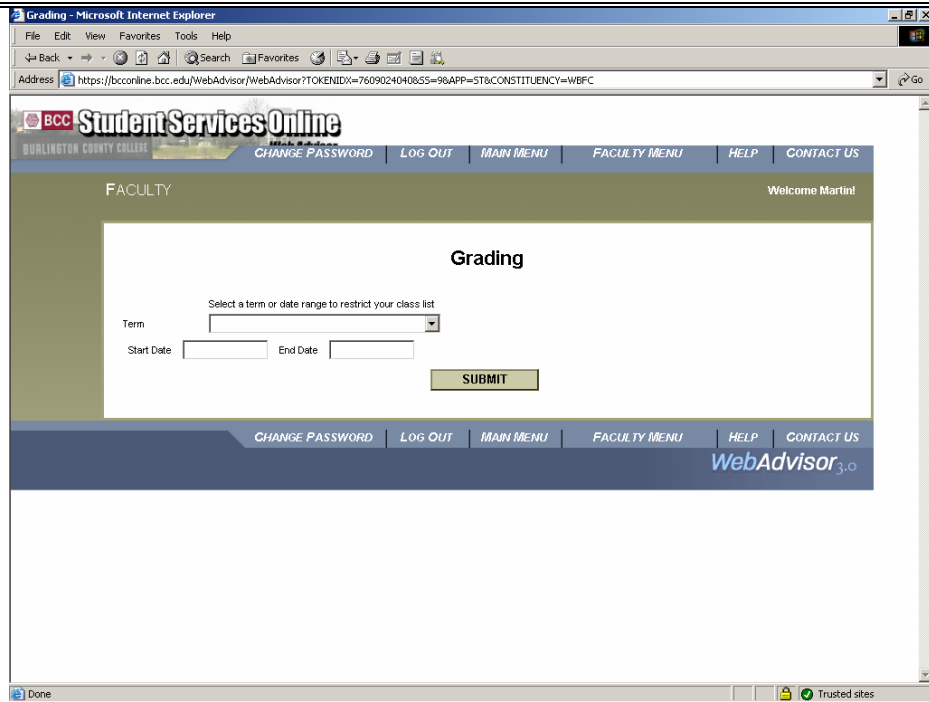 Grading - Microsoft Internet Explorer
File Edit View Favorites Tools Help
Back Search Favorites
Address https://bcconline.bcc.edu/WebAdvisor/WebAdvisor?TOKENIDX=7609024040&SS=9&APP=ST&CONSTITUENCY=WBFC Go
BCC Student Services Online
BURLINGTON COUNTY COLLEGE Web Advisor
CHANGE PASSWORD LOG OUT MAIN MENU FACULTY MENU HELP CONTACT US
FACULTY Welcome Martin!
Grading
Select a term or date range to restrict your class list
Term
Start Date End Date
SUBMIT
CHANGE PASSWORD LOG OUT MAIN MENU FACULTY MENU HELP CONTACT US
WebAdvisor 3.0
Done Trusted sites